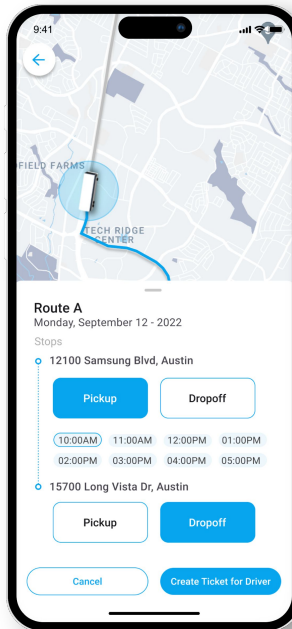 9:41
FIELD FARMS
TECH RIDGE
CENTER
Route A
Monday, September 12 - 2022
Stops
12100 Samsung Blvd, Austin
Pickup Dropoff
10:00AM 11:00AM 12:00PM 01:00PM
02:00PM 03:00PM 04:00PM 05:00PM
15700 Long Vista Dr, Austin
Pickup Dropoff
Cancel Create Ticket for Driver